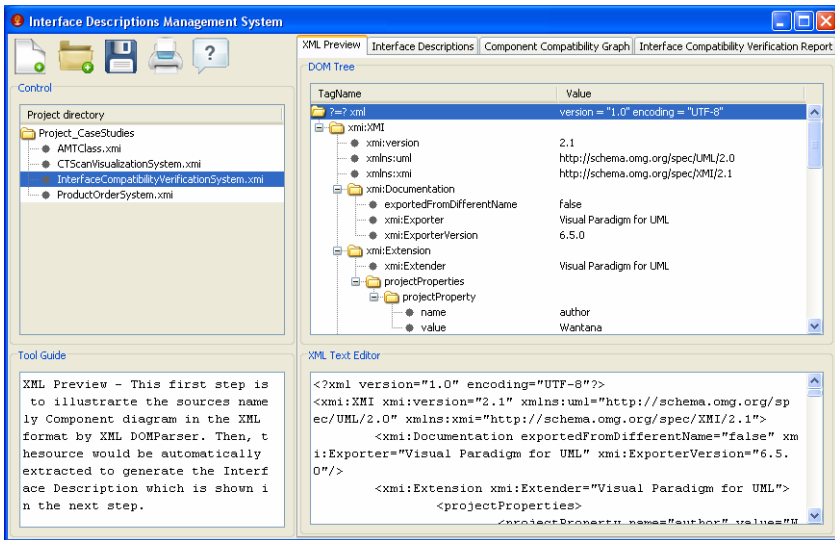 Interface Descriptions Management System
?
Control
Project directory
Project_CaseStudies
AMTClass.xmi
CTScanVisualizationSystem.xmi
InterfaceCompatibilityVerificationSystem.xmi
ProductOrderSystem.xmi
Tool Guide
XML Preview - This first step is
to illustrarte the sources name
ly Component diagram in the XML
format by XML DOMParser. Then, t
hesource would be automatically
extracted to generate the Interf
ace Description which is shown i
n the next step.
XML Preview Interface Descriptions Component Compatibility Graph Interface Compatibility Verification Report
DOM Tree
TagName Value
?=? xml version = "1.0" encoding = "UTF-8"
xmi:XMI
xmi:version 2.1
xmlns:uml http://schema.omg.org/spec/UML/2.0
xmlns:xmi http://schema.omg.org/spec/XMI/2.1
xmi:Documentation
exportedFromDifferentName false
xmi:Exporter Visual Paradigm for UML
xmi:ExporterVersion 6.5.0
xmi:Extension
xmi:Extender Visual Paradigm for UML
projectProperties
projectProperty
name author
value Wantana
XML Text Editor
<?xml version="1.0" encoding="UTF-8"?>
<xmi:XMI xmi:version="2.1" xmlns:uml="http://schema.omg.org/sp
ec/UML/2.0" xmlns:xmi="http://schema.omg.org/spec/XMI/2.1">
<xmi:Documentation exportedFromDifferentName="false" xm
i:Exporter="Visual Paradigm for UML" xmi:ExporterVersion="6.5.
0"/>
<xmi:Extension xmi:Extender="Visual Paradigm for UML">
<projectProperties>
<projectProperty name="author" value="W